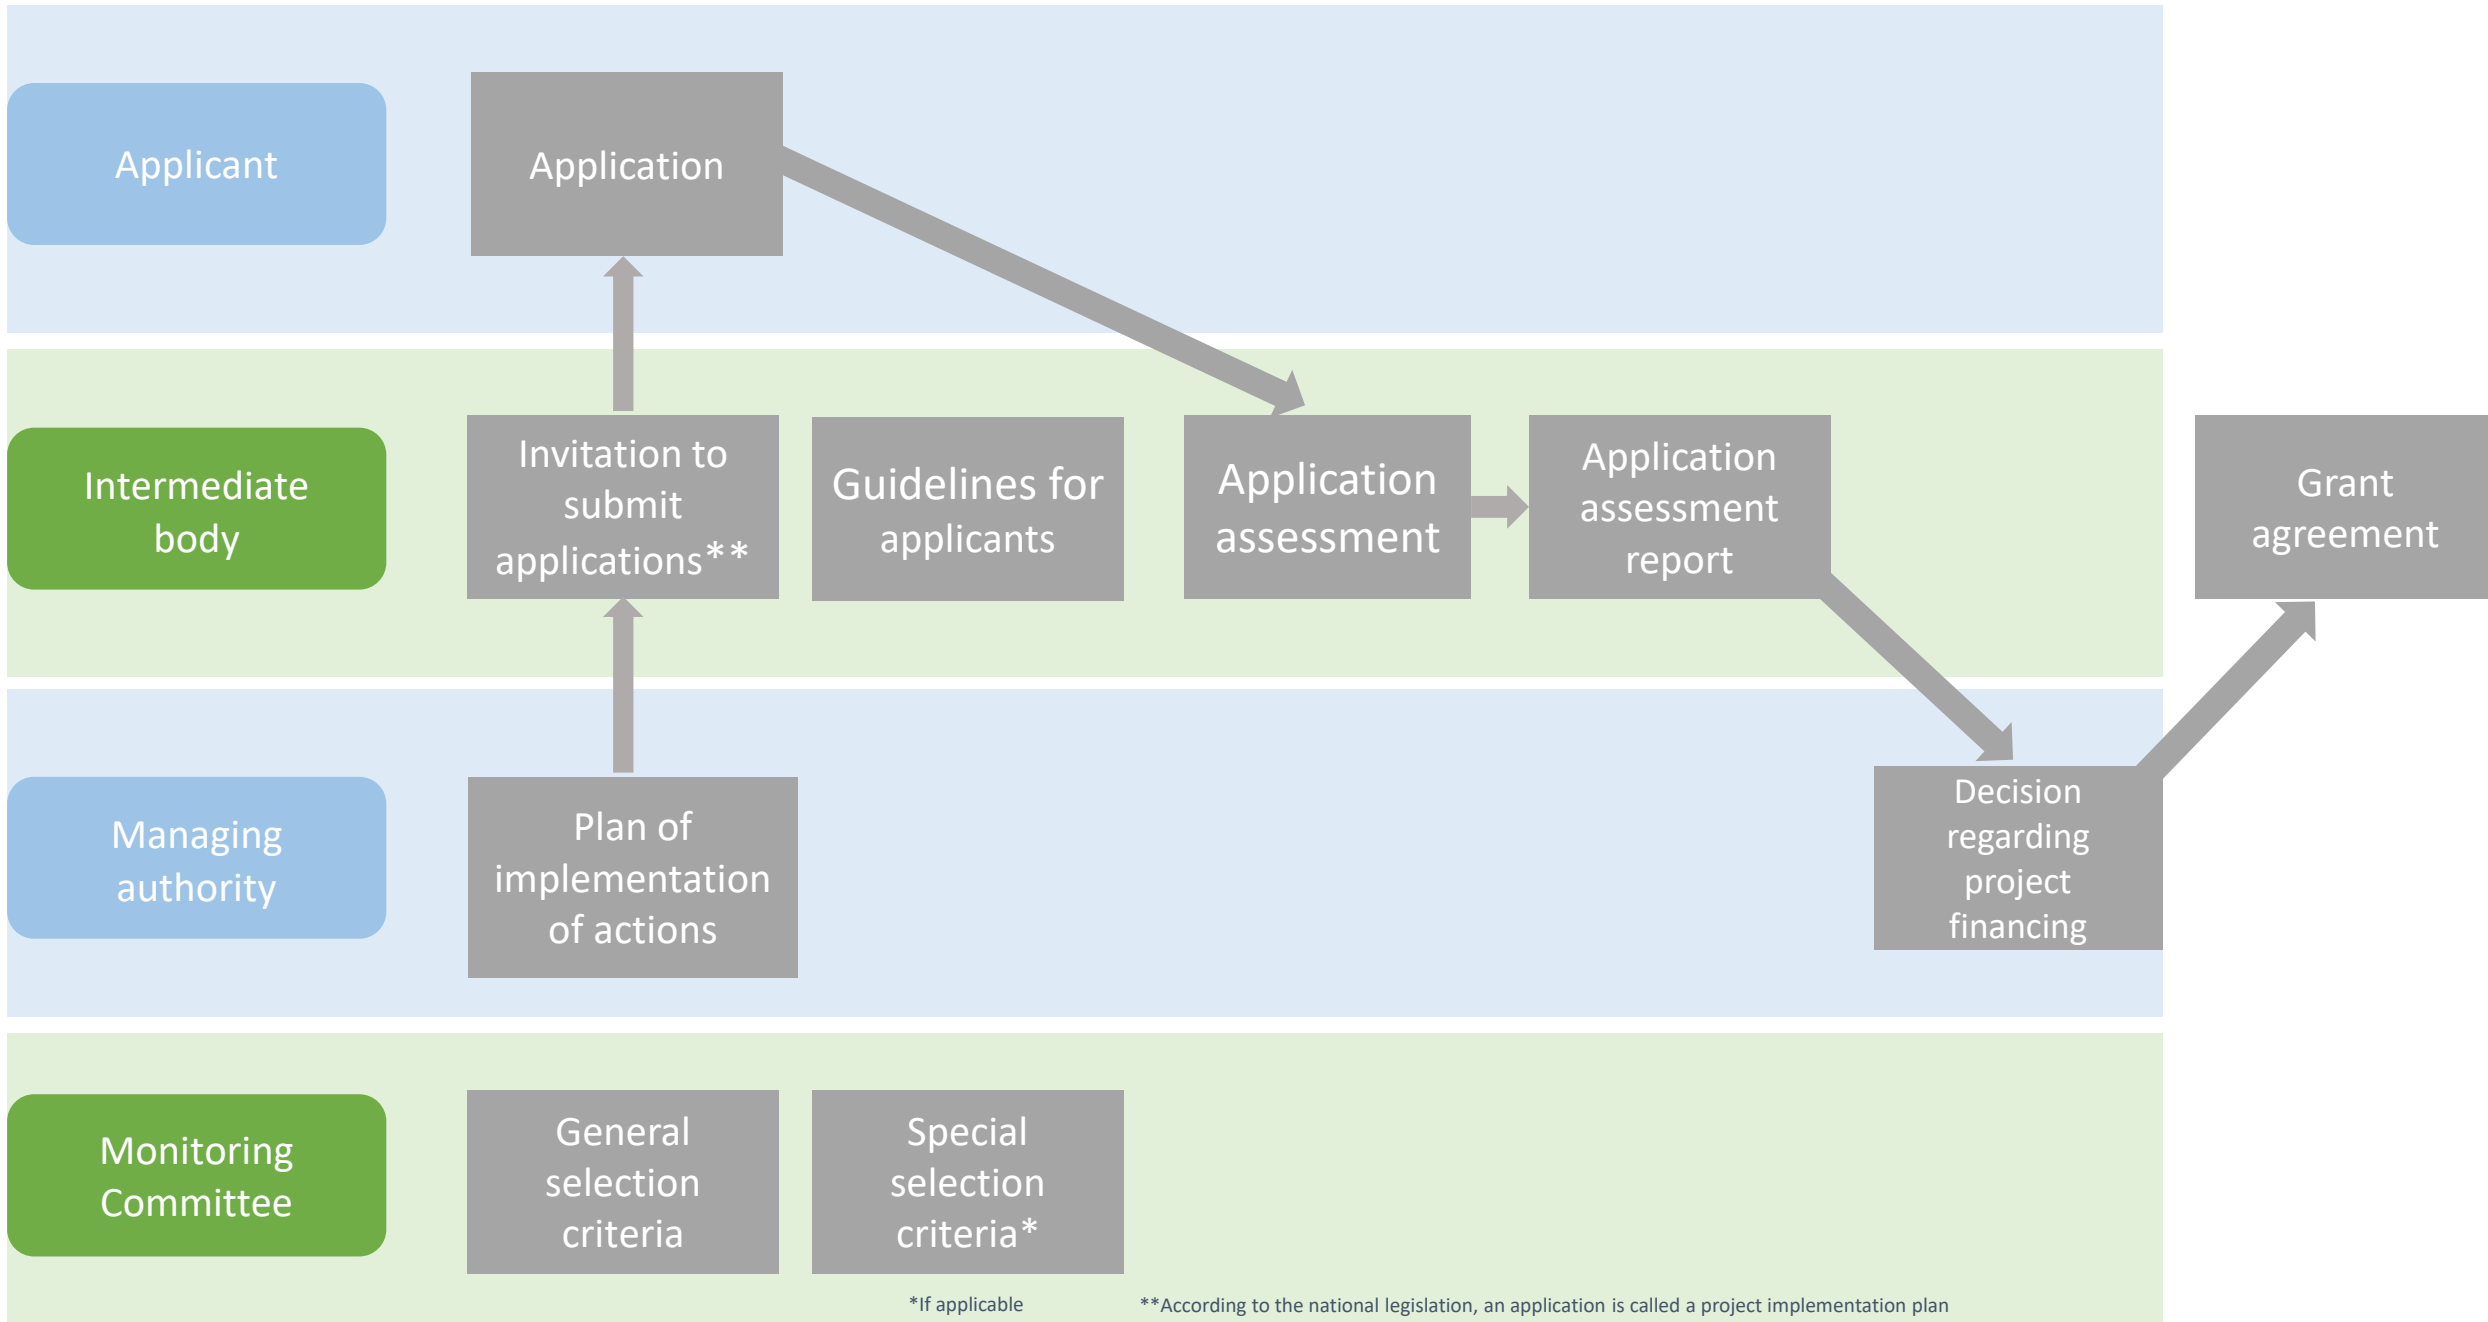 Applicant
Application
Intermediate
body
Invitation to
submit
applications**
Guidelines for
applicants
Application
assessment
Application
assessment
report
Grant
agreement
Managing
authority
Plan of
implementation
of actions
Decision
regarding
project
financing
Monitoring
Committee
General
selection
criteria
Special
selection
criteria*
*If applicable
**According to the national legislation, an application is called a project implementation plan